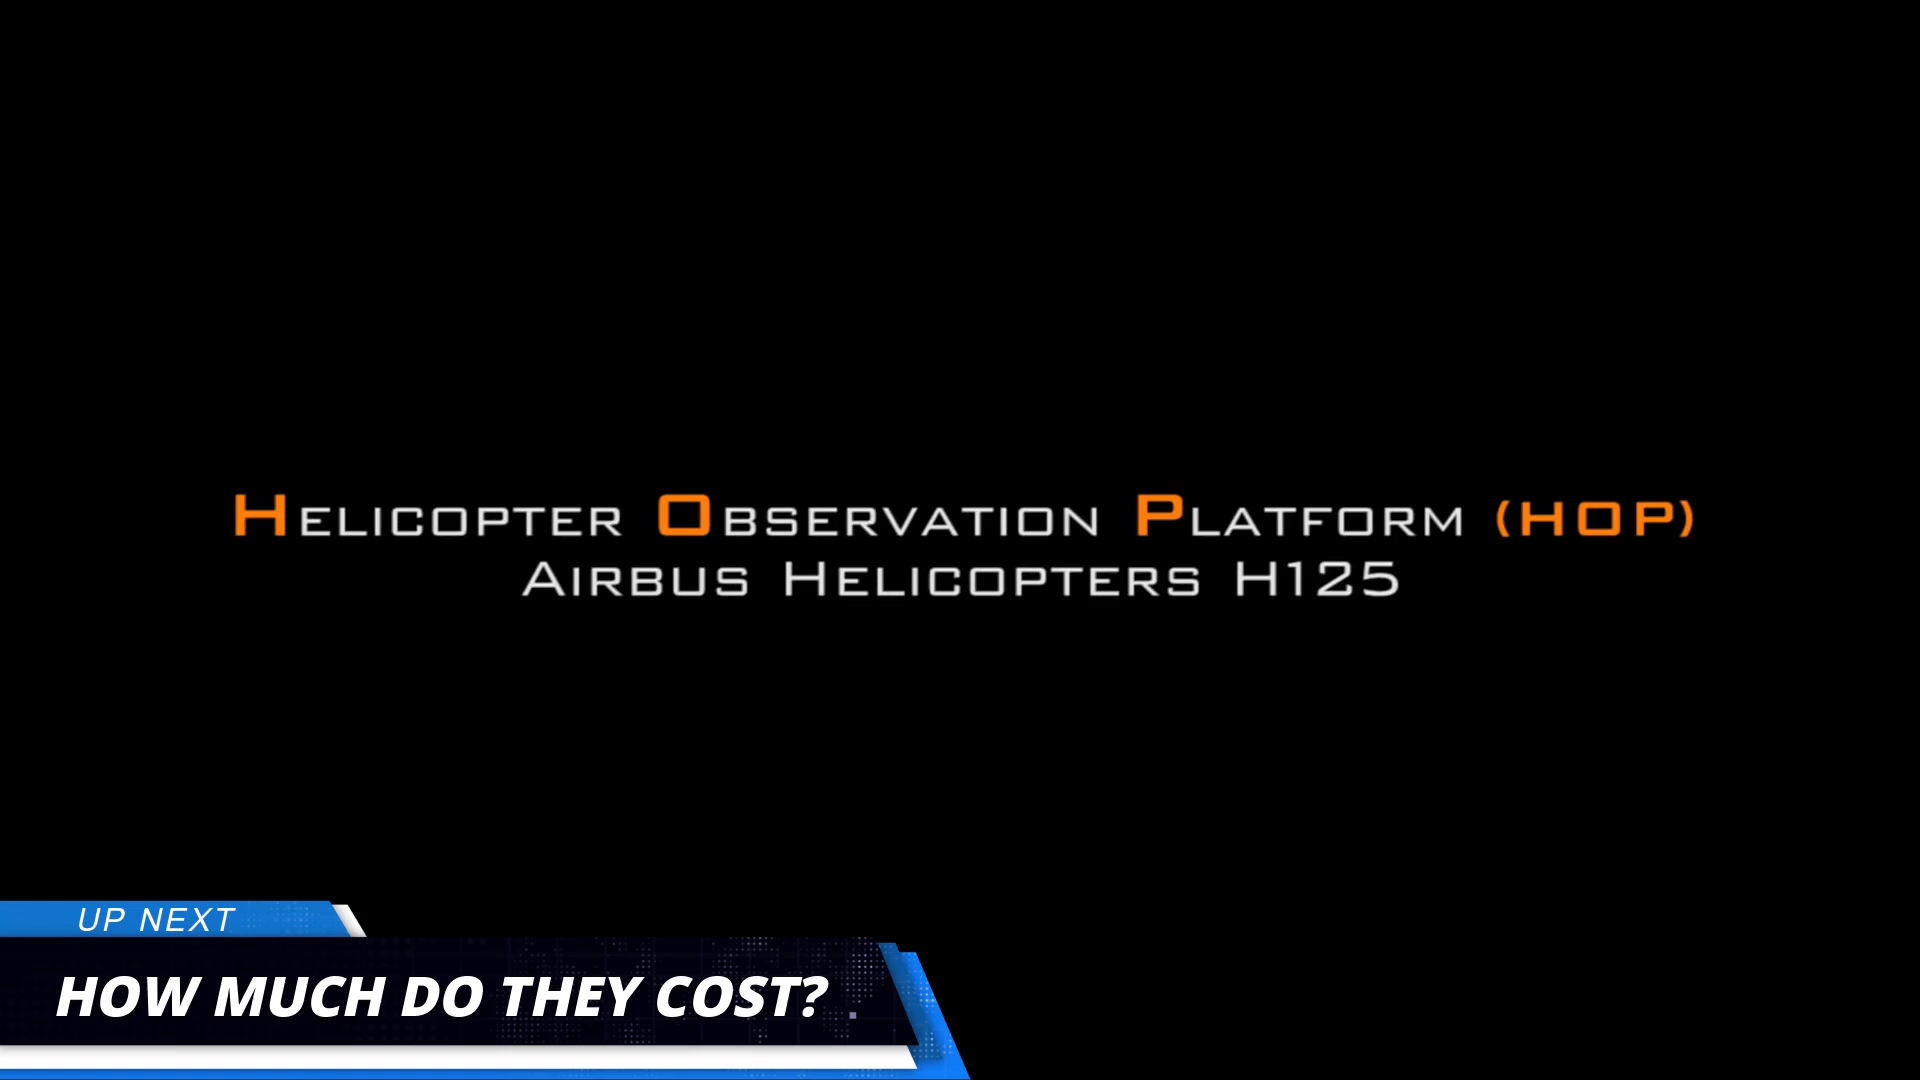 Helicopter Observation Platform (HOP)
Airbus Helicopters H125
UP NEXT
HOW MUCH DO THEY COST?